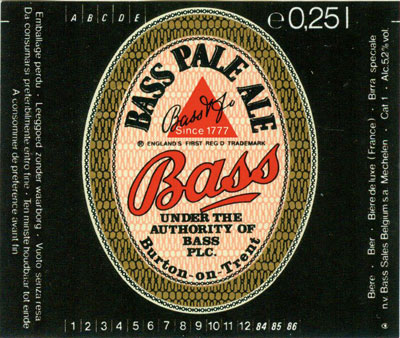 A B C D E
e 0,25 l
BASS PALE ALE
Bass & Co
Since 1777
® ENGLAND'S FIRST REG'D TRADEMARK
Bass
UNDER THE
AUTHORITY OF
BASS
PLC.
Burton-on-Trent
1 2 3 4 5 6 7 8 9 10 11 12 84 85 86
Emballage perdu · Leeggoed zonder waarborg · Vuoto senza resa
Da consumarsi preferibilmente entro fine · Ten minste houdbaar tot einde
A consommer de préférence avant fin
Bière · Bier · Bière de luxe (France) · Birra speciale
n.v. Bass Sales Belgium s.a. Mechelen · Cat. 1 · Alc. 5,2% vol.